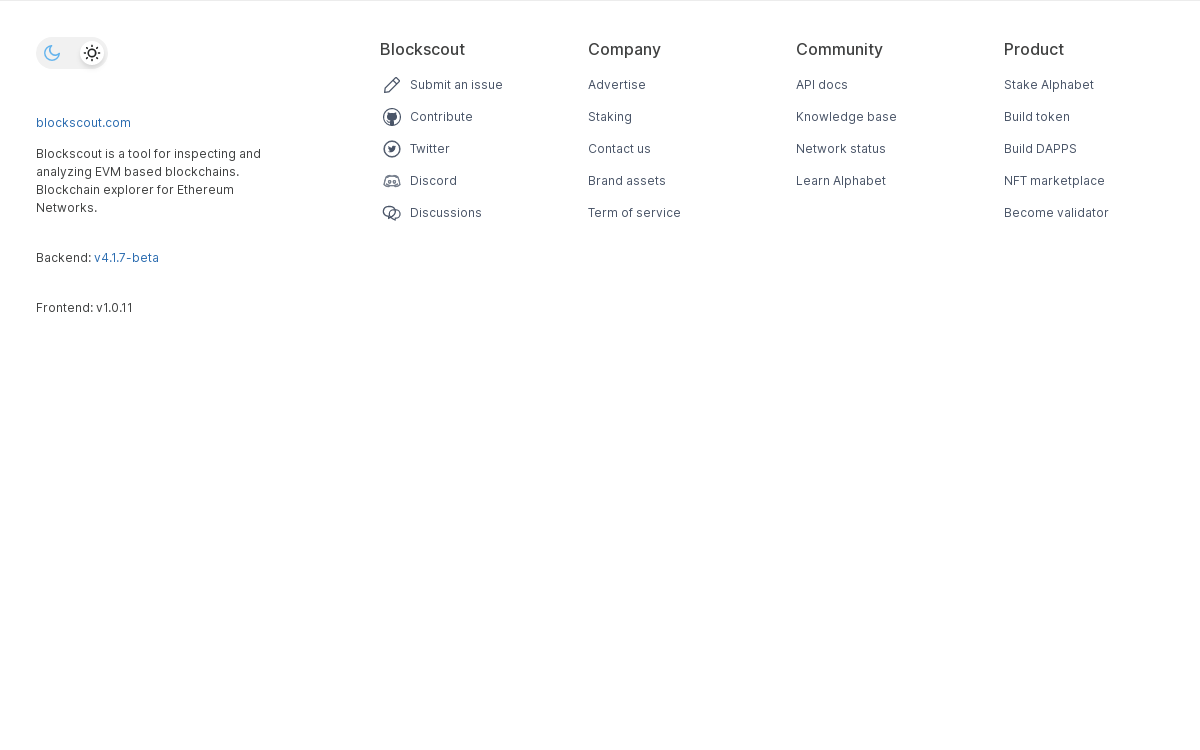 blockscout.com
Blockscout is a tool for inspecting and
analyzing EVM based blockchains.
Blockchain explorer for Ethereum
Networks.
Backend: v4.1.7-beta
Frontend: v1.0.11
Blockscout
Submit an issue
Contribute
Twitter
Discord
Discussions
Company
Advertise
Staking
Contact us
Brand assets
Term of service
Community
API docs
Knowledge base
Network status
Learn Alphabet
Product
Stake Alphabet
Build token
Build DAPPS
NFT marketplace
Become validator